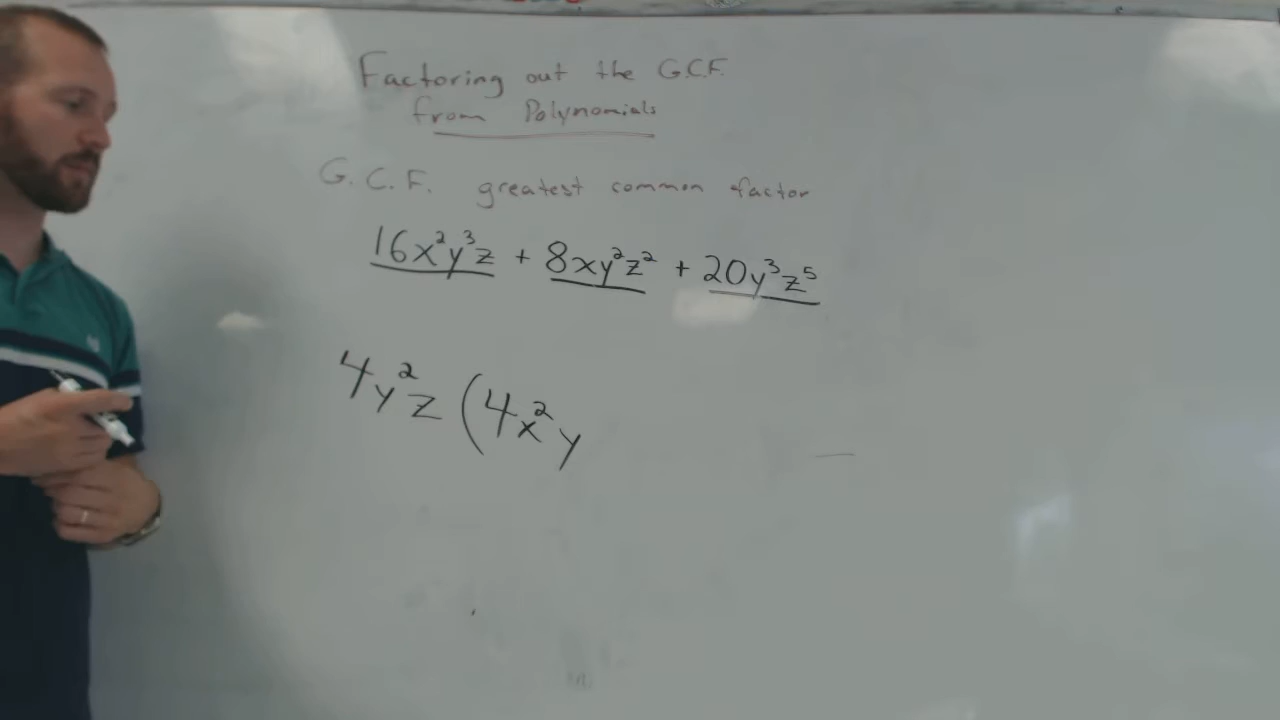 Factoring out the G.C.F.
from Polynomials
G.C.F. greatest common factor
16x²y³z + 8xy²z² + 20y³z⁵
4y²z (4x²y